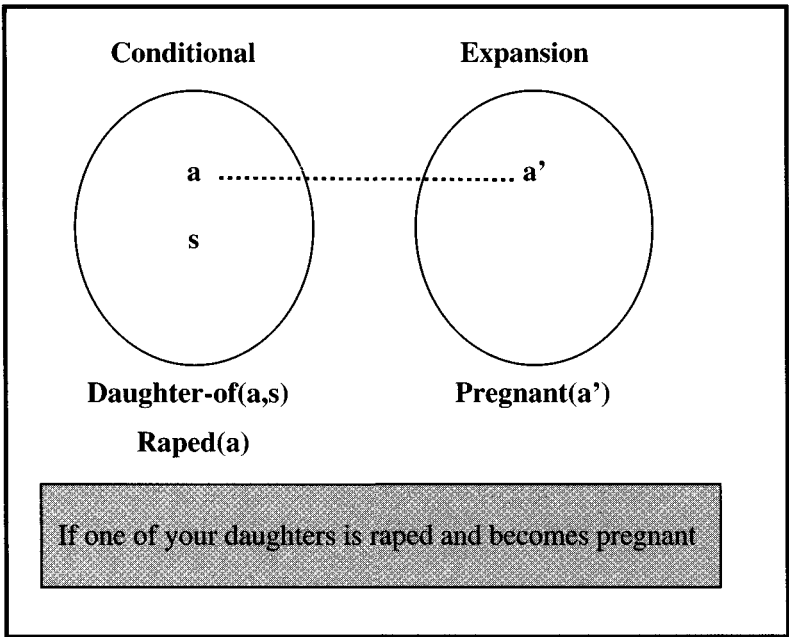 Conditional Expansion
a a’
s
Daughter-of(a,s) Pregnant(a’)
Raped(a)
If one of your daughters is raped and becomes pregnant